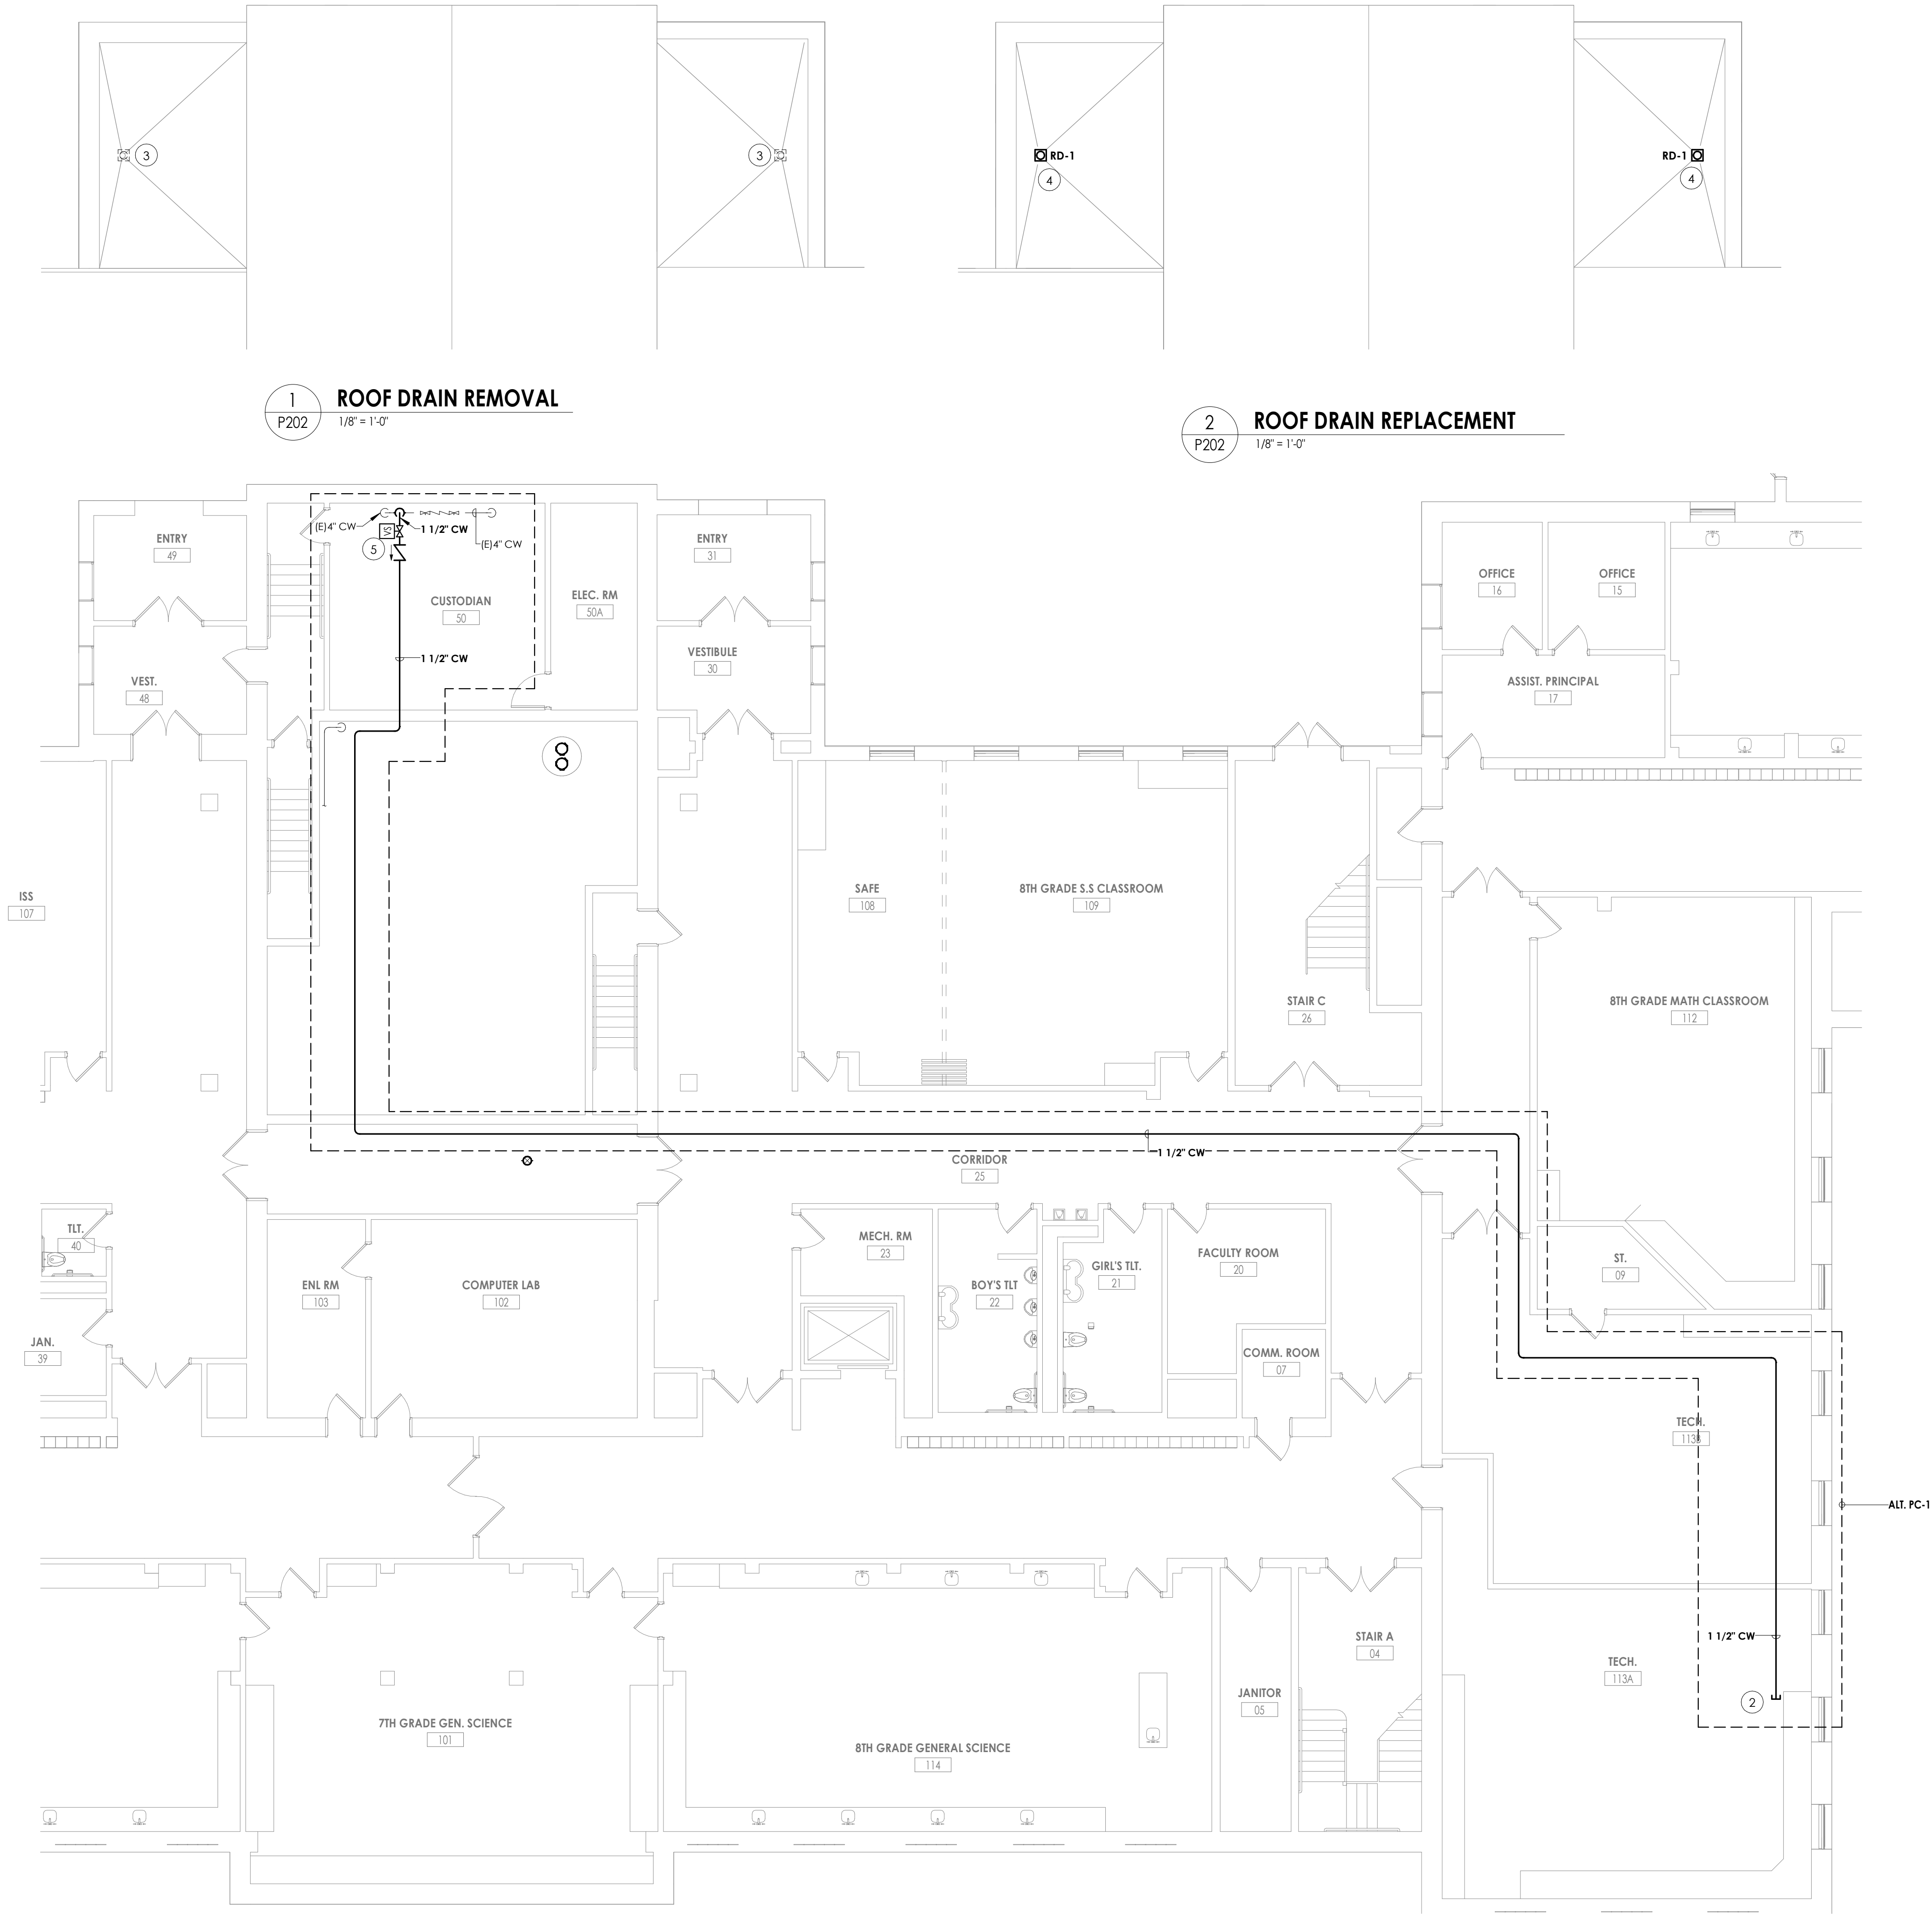 3
3
RD-1
4
RD-1
4
1
P202
ROOF DRAIN REMOVAL
1/8" = 1'-0"
2
P202
ROOF DRAIN REPLACEMENT
1/8" = 1'-0"
(E)4" CW
1 1/2" CW
(E)4" CW
VS
5
ENTRY
49
CUSTODIAN
50
ELEC. RM
50A
ENTRY
31
OFFICE
16
OFFICE
15
1 1/2" CW
VEST.
48
VESTIBULE
30
ASSIST. PRINCIPAL
17
ISS
107
SAFE
108
8TH GRADE S.S CLASSROOM
109
STAIR C
26
8TH GRADE MATH CLASSROOM
112
1 1/2" CW
CORRIDOR
25
TLT.
40
ENL RM
103
COMPUTER LAB
102
MECH. RM
23
BOY'S TLT
22
GIRL'S TLT.
21
FACULTY ROOM
20
ST.
09
JAN.
39
COMM. ROOM
07
TECH.
113B
ALT. PC-1
1 1/2" CW
STAIR A
04
TECH.
113A
2
JANITOR
05
7TH GRADE GEN. SCIENCE
101
8TH GRADE GENERAL SCIENCE
114